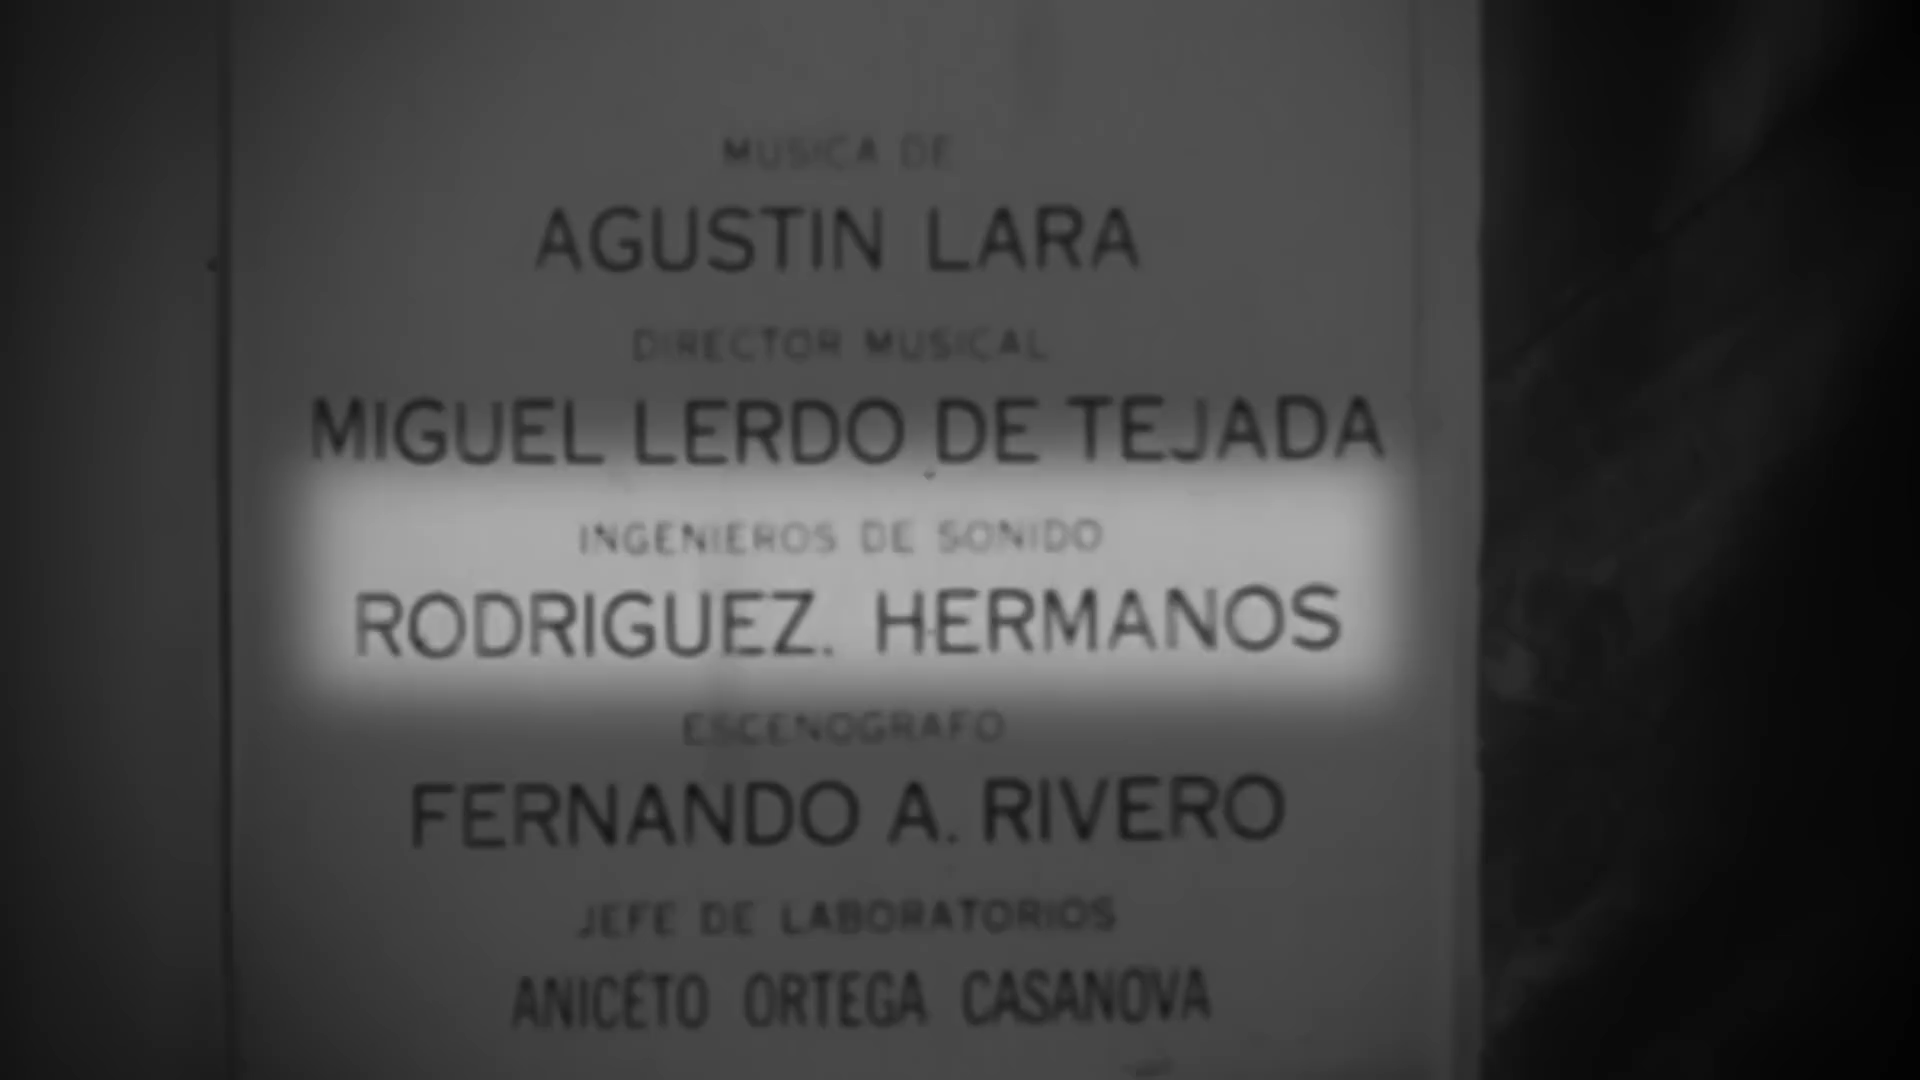 MUSICA DE
AGUSTIN LARA
DIRECTOR MUSICAL
MIGUEL LERDO DE TEJADA
INGENIEROS DE SONIDO
RODRIGUEZ. HERMANOS
ESCENOGRAFO
FERNANDO A. RIVERO
JEFE DE LABORATORIOS
ANICETO ORTEGA CASANOVA